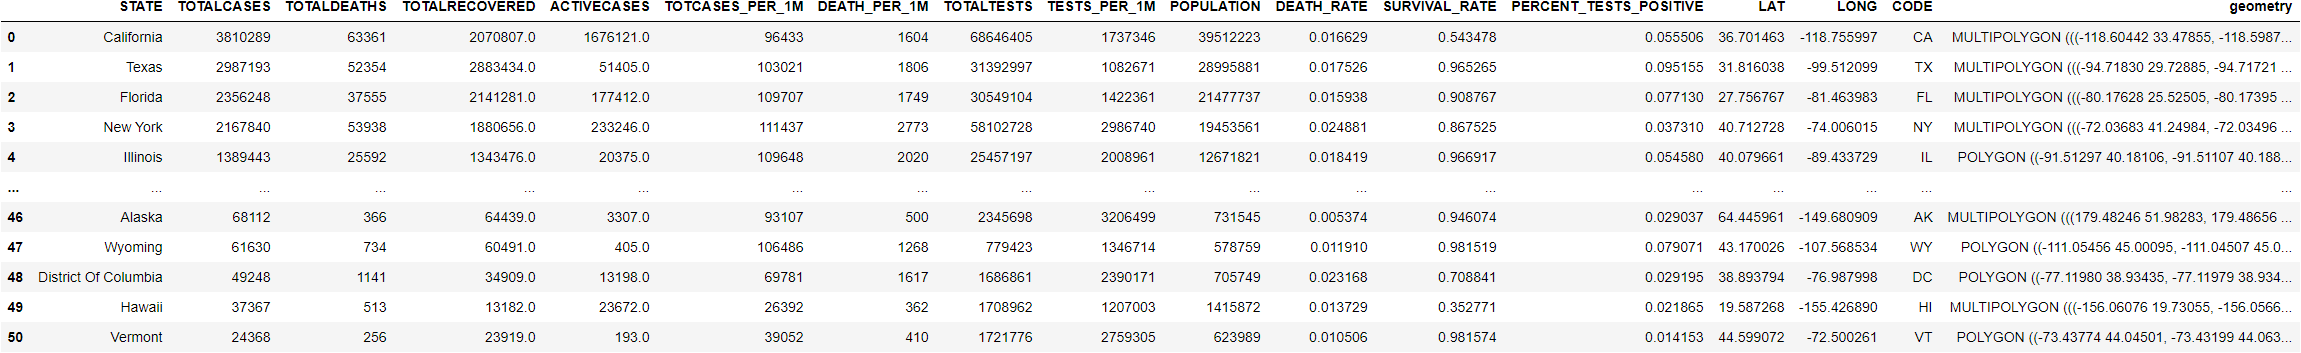 STATE TOTALCASES TOTALDEATHS TOTALRECOVERED ACTIVECASES TOTCASES_PER_1M DEATH_PER_1M TOTALTESTS TESTS_PER_1M POPULATION DEATH_RATE SURVIVAL_RATE PERCENT_TESTS_POSITIVE LAT LONG CODE geometry
0 California 3810289 63361 2070807.0 1676121.0 96433 1604 68646405 1737346 39512223 0.016629 0.543478 0.055506 36.701463 -118.755997 CA MULTIPOLYGON (((-118.60442 33.47855, -118.5987...
1 Texas 2987193 52354 2883434.0 51405.0 103021 1806 31392997 1082671 28995881 0.017526 0.965265 0.095155 31.816038 -99.512099 TX MULTIPOLYGON (((-94.71830 29.72885, -94.71721 ...
2 Florida 2356248 37555 2141281.0 177412.0 109707 1749 30549104 1422361 21477737 0.015938 0.908767 0.077130 27.756767 -81.463983 FL MULTIPOLYGON (((-80.17628 25.52505, -80.17395 ...
3 New York 2167840 53938 1880656.0 233246.0 111437 2773 58102728 2986740 19453561 0.024881 0.867525 0.037310 40.712728 -74.006015 NY MULTIPOLYGON (((-72.03683 41.24984, -72.03496 ...
4 Illinois 1389443 25592 1343476.0 20375.0 109648 2020 25457197 2008961 12671821 0.018419 0.966917 0.054580 40.079661 -89.433729 IL POLYGON ((-91.51297 40.18106, -91.51107 40.188...
... ... ... ... ... ... ... ... ... ... ... ... ... ... ... ... ... ...
46 Alaska 68112 366 64439.0 3307.0 93107 500 2345698 3206499 731545 0.005374 0.946074 0.029037 64.445961 -149.680909 AK MULTIPOLYGON (((179.48246 51.98283, 179.48656 ...
47 Wyoming 61630 734 60491.0 405.0 106486 1268 779423 1346714 578759 0.011910 0.981519 0.079071 43.170026 -107.568534 WY POLYGON ((-111.05456 45.00095, -111.04507 45.0...
48 District Of Columbia 49248 1141 34909.0 13198.0 69781 1617 1686861 2390171 705749 0.023168 0.708841 0.029195 38.893794 -76.987998 DC POLYGON ((-77.11980 38.93435, -77.11979 38.934...
49 Hawaii 37367 513 13182.0 23672.0 26392 362 1708962 1207003 1415872 0.013729 0.352771 0.021865 19.587268 -155.426890 HI MULTIPOLYGON (((-156.06076 19.73055, -156.0566...
50 Vermont 24368 256 23919.0 193.0 39052 410 1721776 2759305 623989 0.010506 0.981574 0.014153 44.599072 -72.500261 VT POLYGON ((-73.43774 44.04501, -73.43199 44.063...